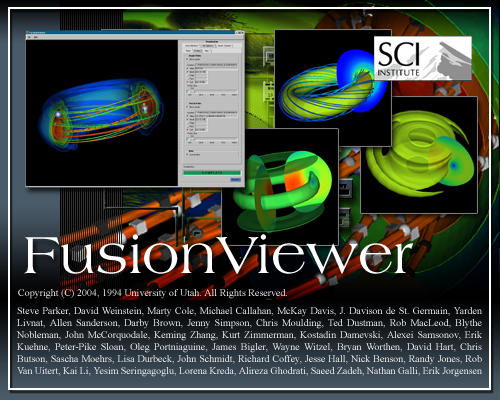 SCI
INSTITUTE
FusionViewer
Copyright (C) 2004, 1994 University of Utah. All Rights Reserved.
Steve Parker, David Weinstein, Marty Cole, Michael Callahan, McKay Davis, J. Davison de St. Germain, Yarden
Livnat, Allen Sanderson, Darby Brown, Jenny Simpson, Chris Moulding, Ted Dustman, Rob MacLeod, Blythe
Nobleman, John McCorquodale, Keming Zhang, Kurt Zimmerman, Kostadin Damevski, Alexei Samsonov, Erik
Kuehne, Peter-Pike Sloan, Oleg Portniaguine, James Bigler, Wayne Witzel, Bryan Worthen, David Hart, Chris
Butson, Sascha Moehrs, Lisa Durbeck, John Schmidt, Richard Coffey, Jesse Hall, Nick Benson, Randy Jones, Rob
Van Uitert, Kai Li, Yesim Seringagoglu, Lorena Kreda, Alireza Ghodrati, Saeed Zadeh, Nathan Galli, Erik Jorgensen